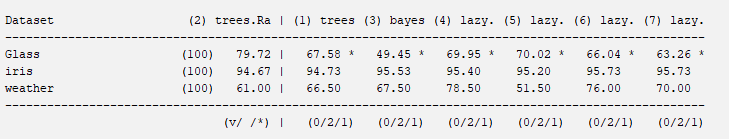 Dataset (2) trees.Ra | (1) trees (3) bayes (4) lazy. (5) lazy. (6) lazy. (7) lazy.
--------------------------------------------------------------------------------------------------
Glass (100) 79.72 | 67.58 * 49.45 * 69.95 * 70.02 * 66.04 * 63.26 *
iris (100) 94.67 | 94.73 95.53 95.40 95.20 95.73 95.73
weather (100) 61.00 | 66.50 67.50 78.50 51.50 76.00 70.00
--------------------------------------------------------------------------------------------------
(v/ /*) | (0/2/1) (0/2/1) (0/2/1) (0/2/1) (0/2/1) (0/2/1)